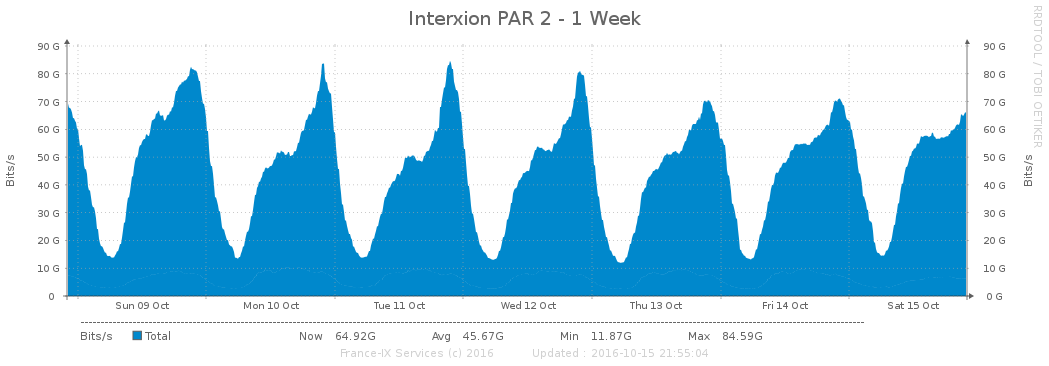 Interxion PAR 2 - 1 Week
RRDTOOL / TOBI OETIKER
Bits/s
90 G
80 G
70 G
60 G
50 G
40 G
30 G
20 G
10 G
0
90 G
80 G
70 G
60 G
50 G
40 G
30 G
20 G
10 G
0 G
Bits/s
Sun 09 Oct Mon 10 Oct Tue 11 Oct Wed 12 Oct Thu 13 Oct Fri 14 Oct Sat 15 Oct
Bits/s Total Now 64.92G Avg 45.67G Min 11.87G Max 84.59G
France-IX Services (c) 2016 Updated : 2016-10-15 21:55:04